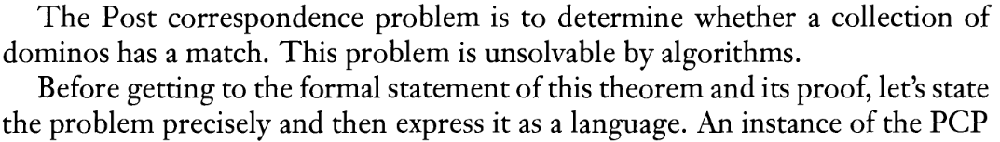 The Post correspondence problem is to determine whether a collection of
dominos has a match. This problem is unsolvable by algorithms.
Before getting to the formal statement of this theorem and its proof, let's state
the problem precisely and then express it as a language. An instance of the PCP